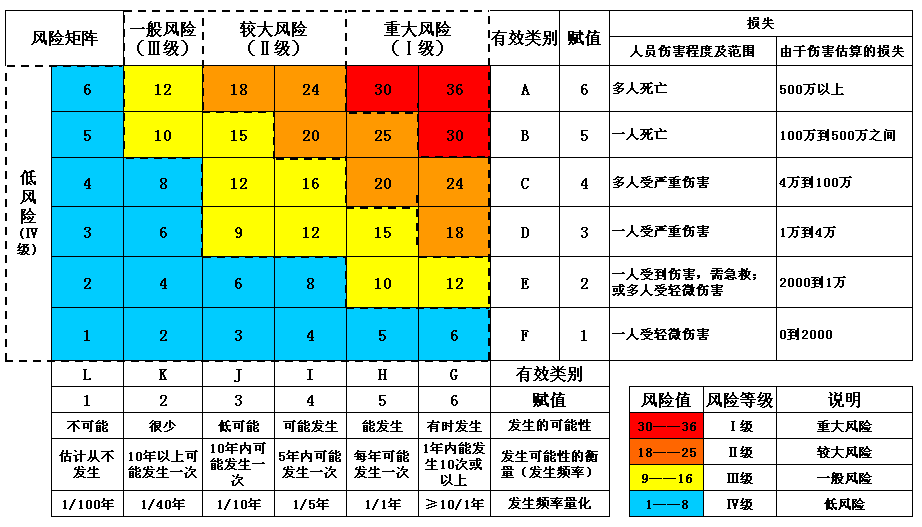 风险矩阵
一般风险
（Ⅲ级）
较大风险
（Ⅱ级）
重大风险
（Ⅰ级）
有效类别
赋值
损失
人员伤害程度及范围
由于伤害估算的损失
低风险(Ⅳ级)
6 12 18 24 30 36 A 6 多人死亡 500万以上
5 10 15 20 25 30 B 5 一人死亡 100万到500万之间
4 8 12 16 20 24 C 4 多人受严重伤害 4万到100万
3 6 9 12 15 18 D 3 一人受严重伤害 1万到4万
2 4 6 8 10 12 E 2 一人受到伤害，需急救；
或多人受轻微伤害
2000到1万
1 2 3 4 5 6 F 1 一人受轻微伤害 0到2000
L K J I H G 有效类别
1 2 3 4 5 6 赋值
不可能 很少 低可能 可能发生 能发生 有时发生 发生的可能性
估计从不
发生
10年以上可
能发生一次
10年内可
能发生一
次
5年内可能
发生一次
每年可能
发生一次
1年内能发
生10次或
以上
发生可能性的衡
量（发生频率）
1/100年 1/40年 1/10年 1/5年 1/1年 ≥10/1年 发生频率量化
风险值 风险等级 说明
30——36 Ⅰ级 重大风险
18——25 Ⅱ级 较大风险
9——16 Ⅲ级 一般风险
1——8 Ⅳ级 低风险